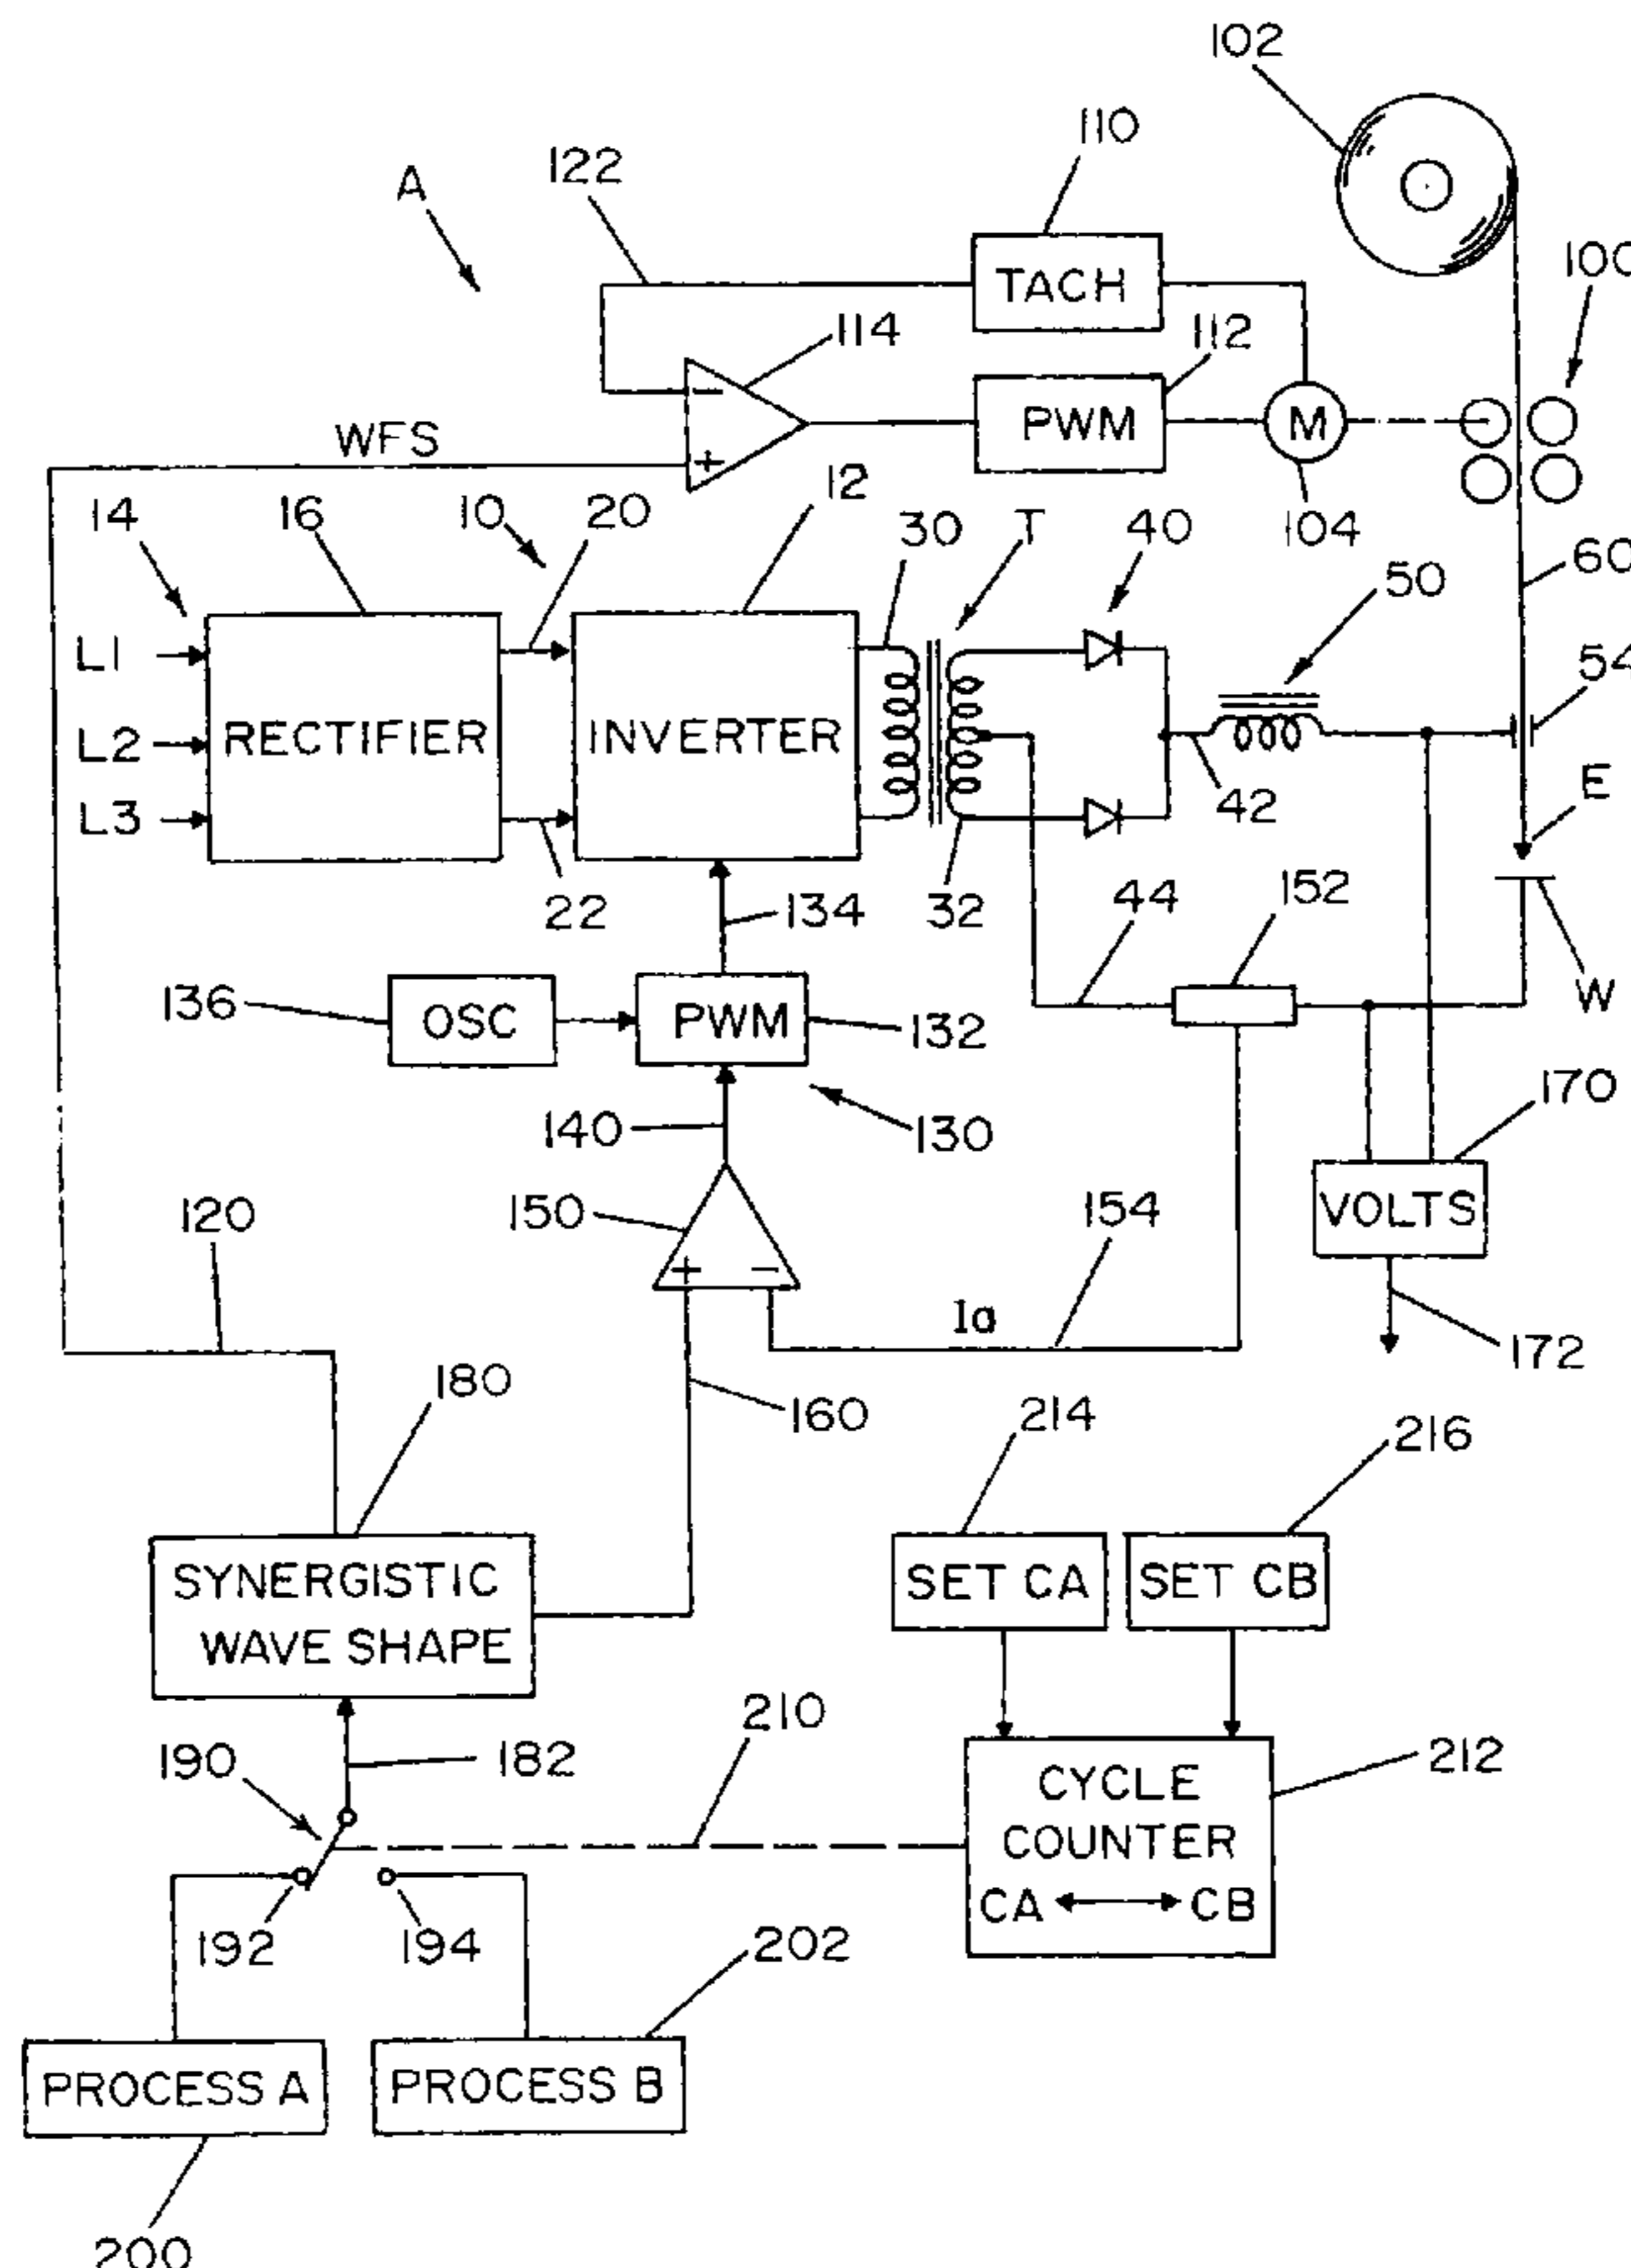 102
110
122
A
TACH
100
114
112
PWM
M
WFS
-
+
12
14
16
10
20
30
T
40
104
60
50
L1
L2
L3
RECTIFIER
INVERTER
54
42
E
22
134
32
44
152
W
136
OSC
PWM
132
170
140
130
120
150
154
VOLTS
+
-
Ia
172
180
160
214
216
SYNERGISTIC
WAVE SHAPE
SET CA
SET CB
210
190
182
CYCLE
COUNTER
CA
CB
212
192
194
202
PROCESS A
PROCESS B
200